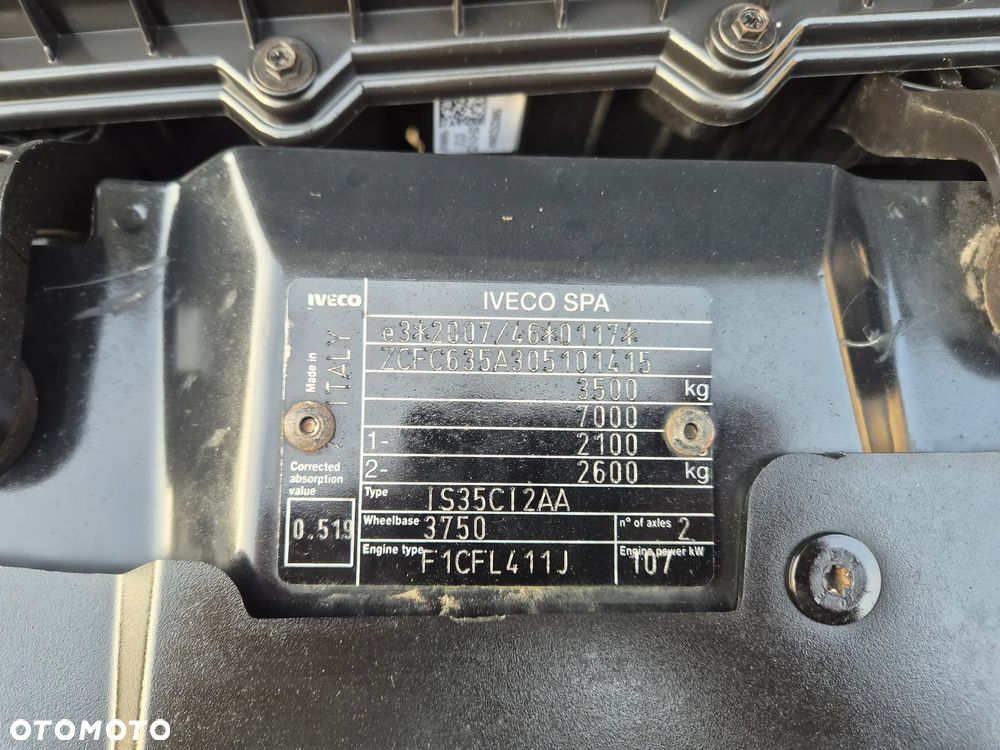 IVECO
IVECO SPA
Made in
ITALY
e3*2007/46*0117*
ZCFC635A305101415
3500 kg
7000
1- 2100
2- 2600 kg
Corrected
absorption
value
0.519
Type IS35CI2AA
Wheelbase 3750
n° of axles 2
Engine type F1CFL411J
Engine power kW
107
OTOMOTO